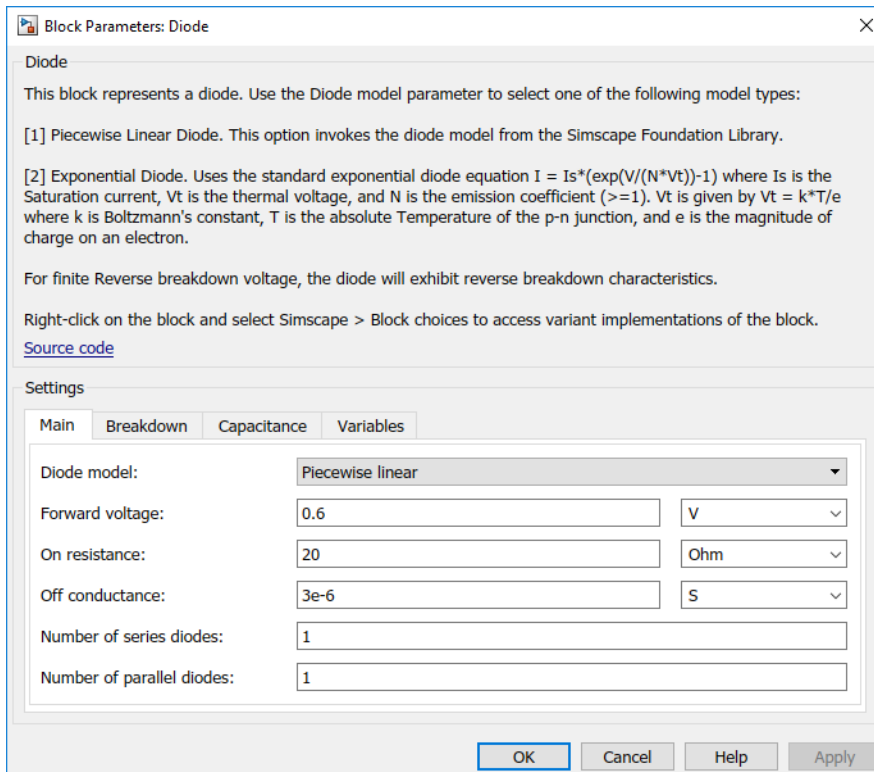 Block Parameters: Diode
Diode
This block represents a diode. Use the Diode model parameter to select one of the following model types:
[1] Piecewise Linear Diode. This option invokes the diode model from the Simscape Foundation Library.
[2] Exponential Diode. Uses the standard exponential diode equation I = Is*(exp(V/(N*Vt))-1) where Is is the
Saturation current, Vt is the thermal voltage, and N is the emission coefficient (>=1). Vt is given by Vt = k*T/e
where k is Boltzmann's constant, T is the absolute Temperature of the p-n junction, and e is the magnitude of
charge on an electron.
For finite Reverse breakdown voltage, the diode will exhibit reverse breakdown characteristics.
Right-click on the block and select Simscape > Block choices to access variant implementations of the block.
Source code
Settings
Main Breakdown Capacitance Variables
Diode model: Piecewise linear
Forward voltage: 0.6 V
On resistance: 20 Ohm
Off conductance: 3e-6 S
Number of series diodes: 1
Number of parallel diodes: 1
OK Cancel Help Apply